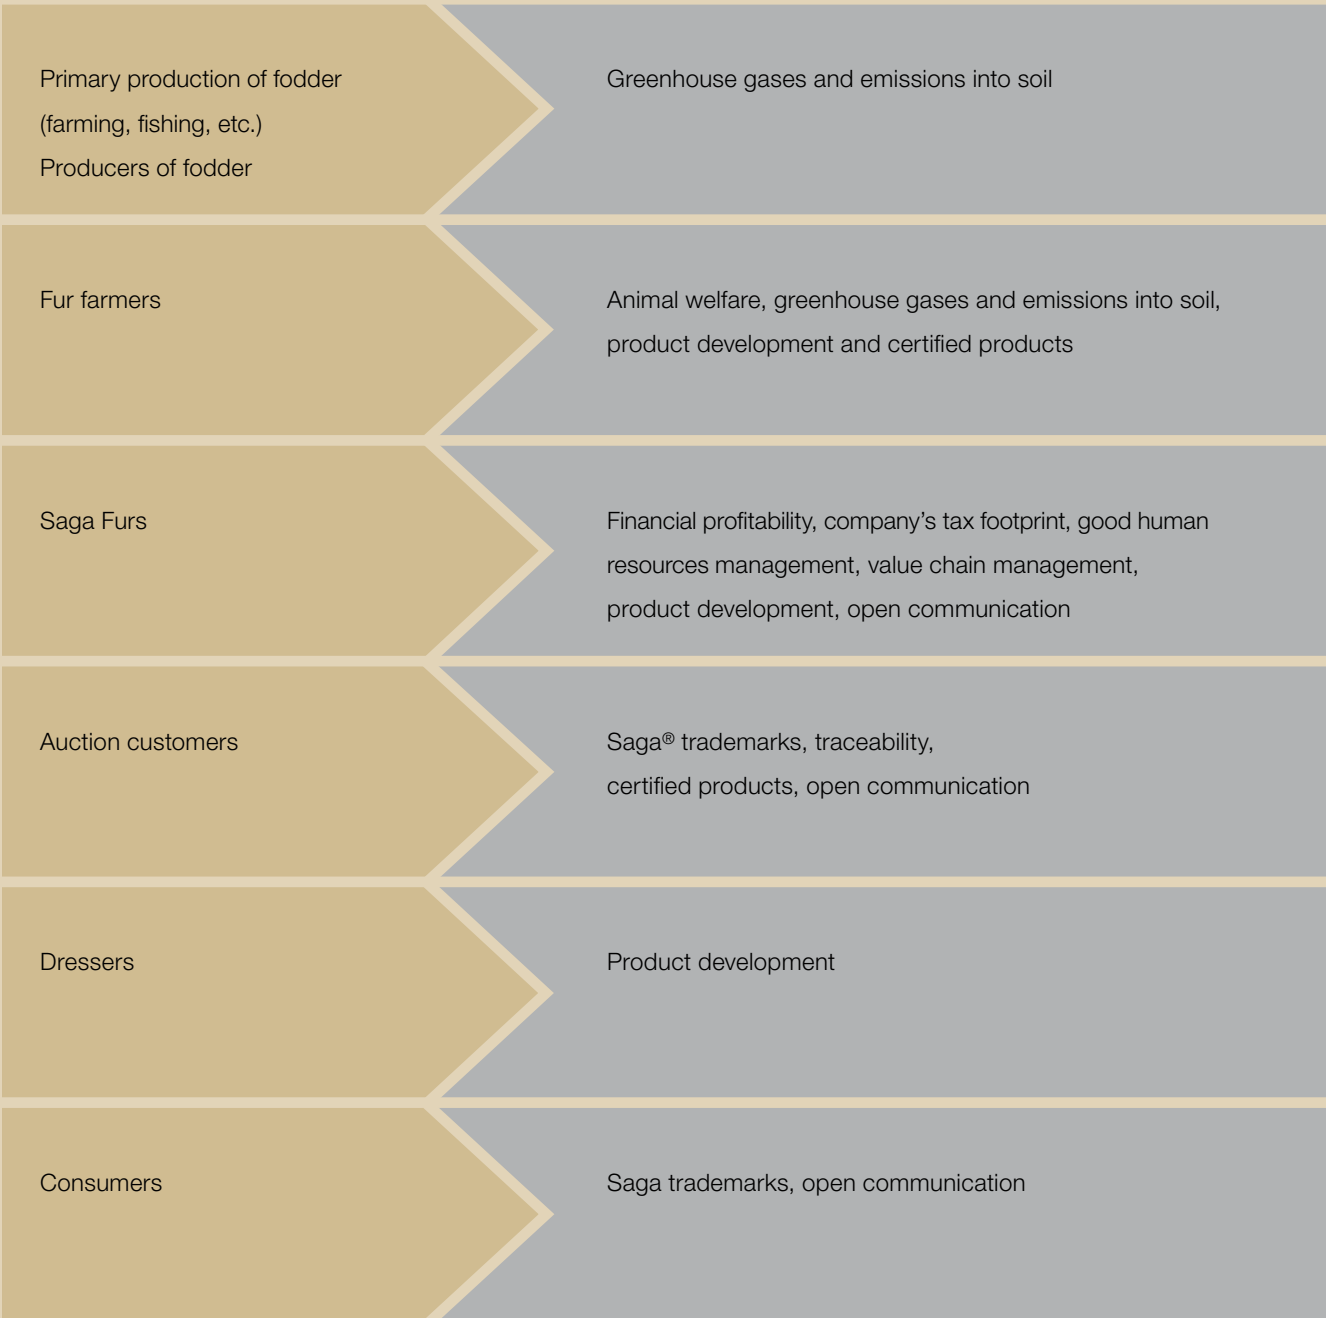 Primary production of fodder
(farming, fishing, etc.)
Producers of fodder
Greenhouse gases and emissions into soil
Fur farmers
Animal welfare, greenhouse gases and emissions into soil,
product development and certified products
Saga Furs
Financial profitability, company’s tax footprint, good human
resources management, value chain management,
product development, open communication
Auction customers
Saga® trademarks, traceability,
certified products, open communication
Dressers
Product development
Consumers
Saga trademarks, open communication